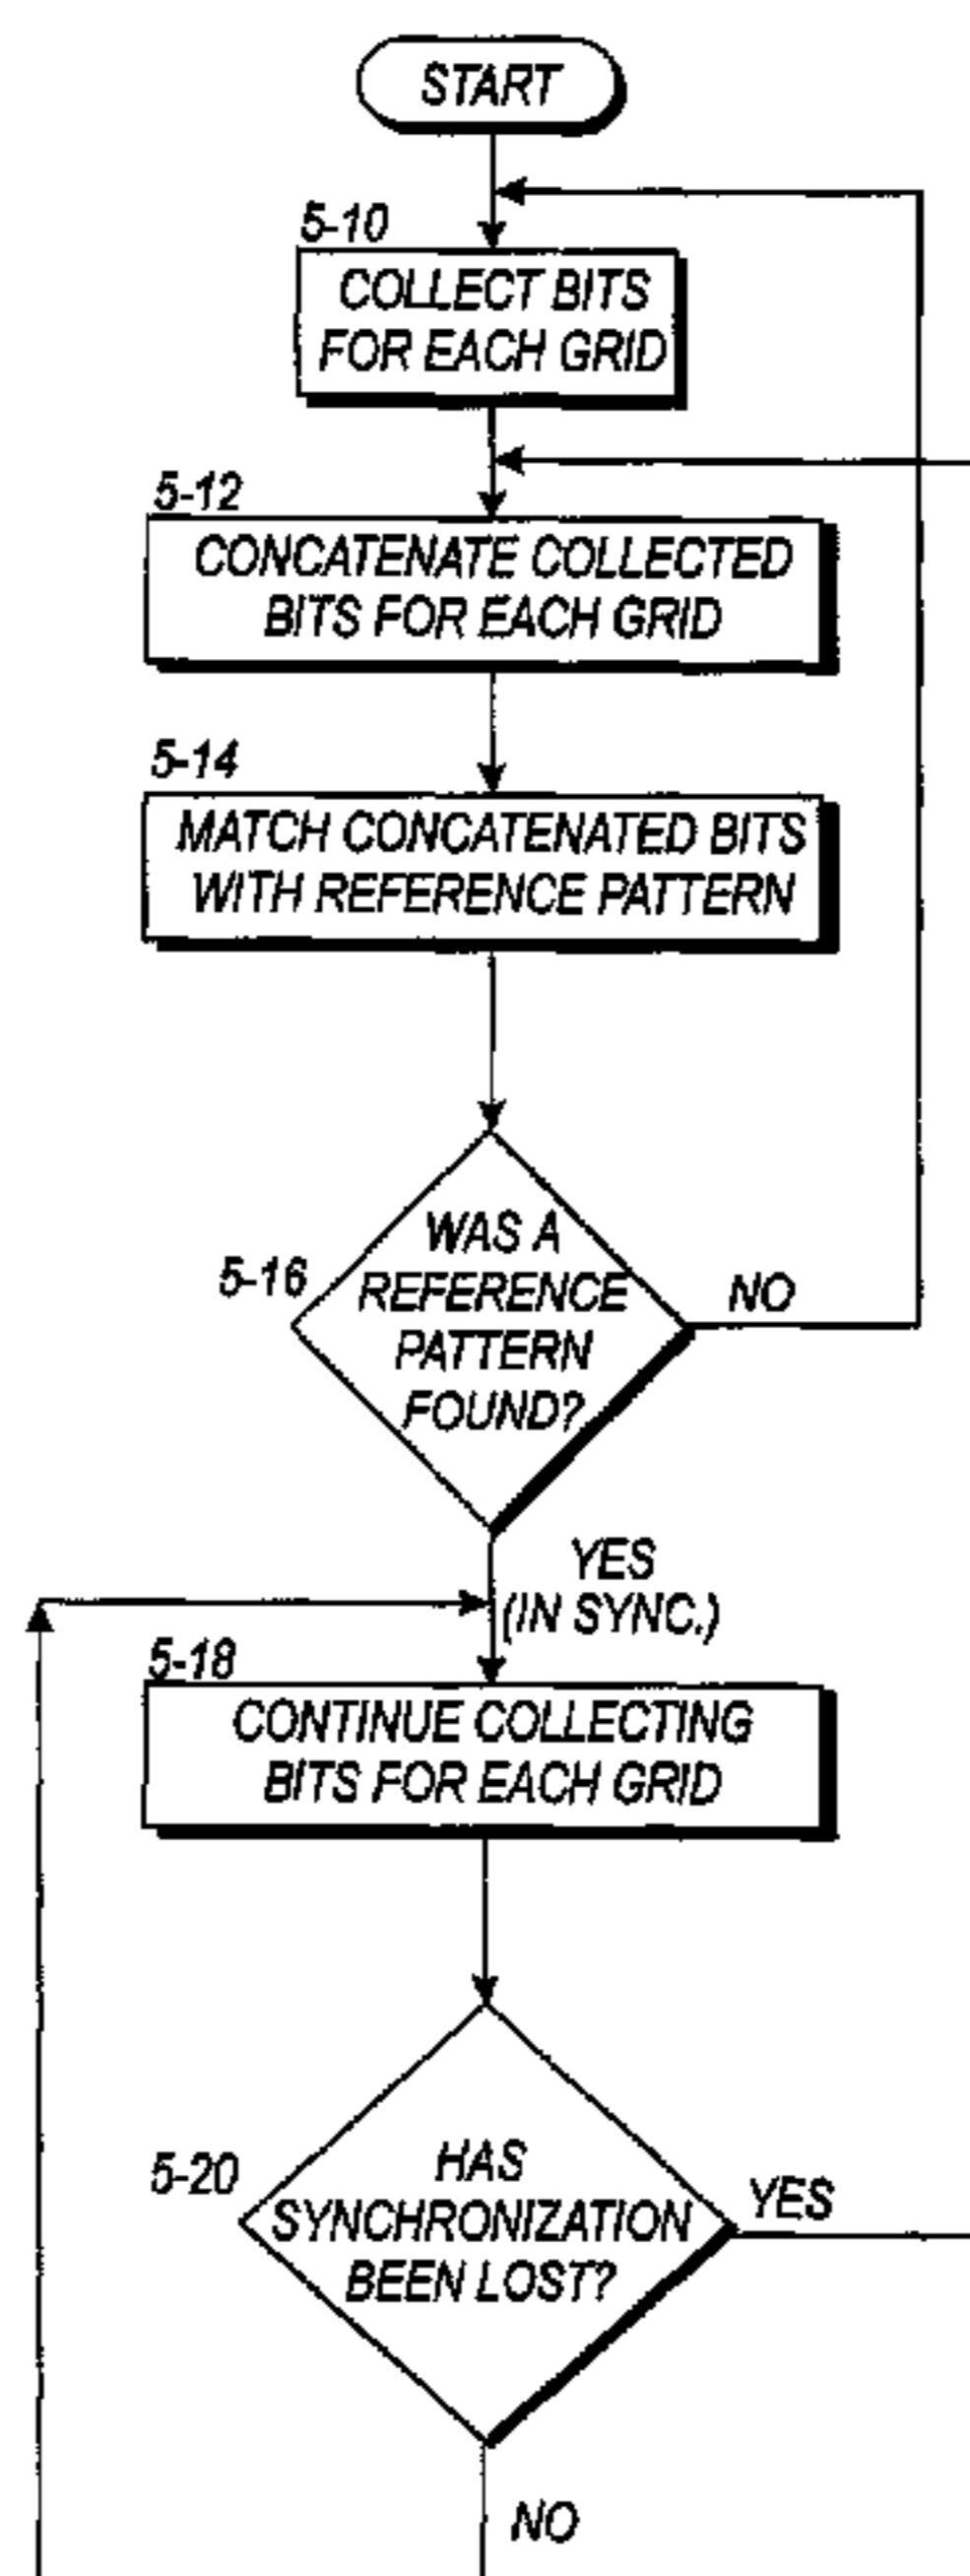 START
5-10
COLLECT BITS
FOR EACH GRID
5-12
CONCATENATE COLLECTED
BITS FOR EACH GRID
5-14
MATCH CONCATENATED BITS
WITH REFERENCE PATTERN
WAS A
REFERENCE
PATTERN
FOUND?
5-16
NO
YES
(IN SYNC.)
5-18
CONTINUE COLLECTING
BITS FOR EACH GRID
5-20
HAS
SYNCHRONIZATION
BEEN LOST?
YES
NO